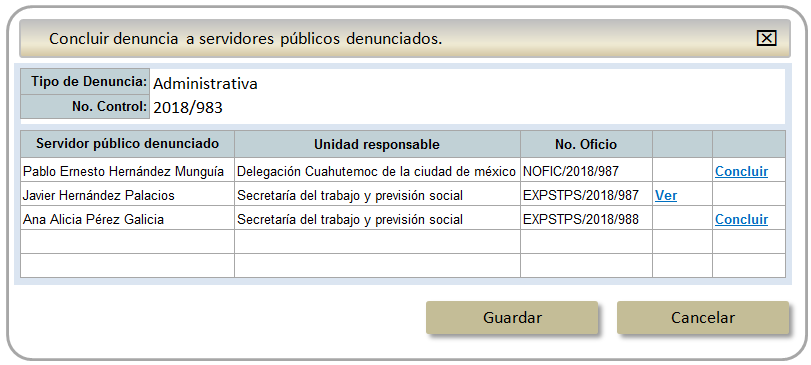 Concluir denuncia a servidores públicos denunciados.
Tipo de Denuncia: Administrativa
No. Control: 2018/983
Servidor público denunciado Unidad responsable No. Oficio
Pablo Ernesto Hernández Munguía Delegación Cuahutemoc de la ciudad de méxico NOFIC/2018/987 Concluir
Javier Hernández Palacios Secretaría del trabajo y previsión social EXPSTPS/2018/987 Ver
Ana Alicia Pérez Galicia Secretaría del trabajo y previsión social EXPSTPS/2018/988 Concluir
Guardar Cancelar